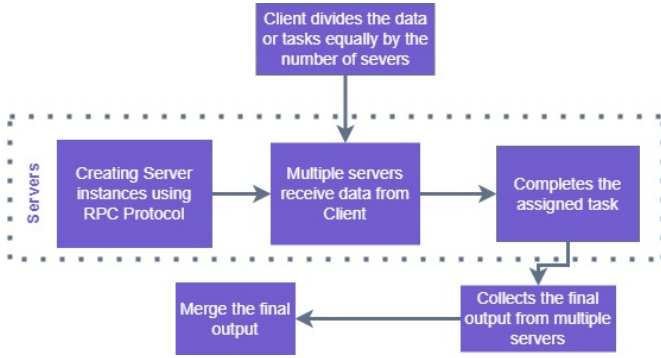 Client divides the data
or tasks equally by the
number of severs
Servers
Creating Server
instances using
RPC Protocol
Multiple servers
receive data from
Client
Completes the
assigned task
Merge the final
output
Collects the final
output from multiple
servers